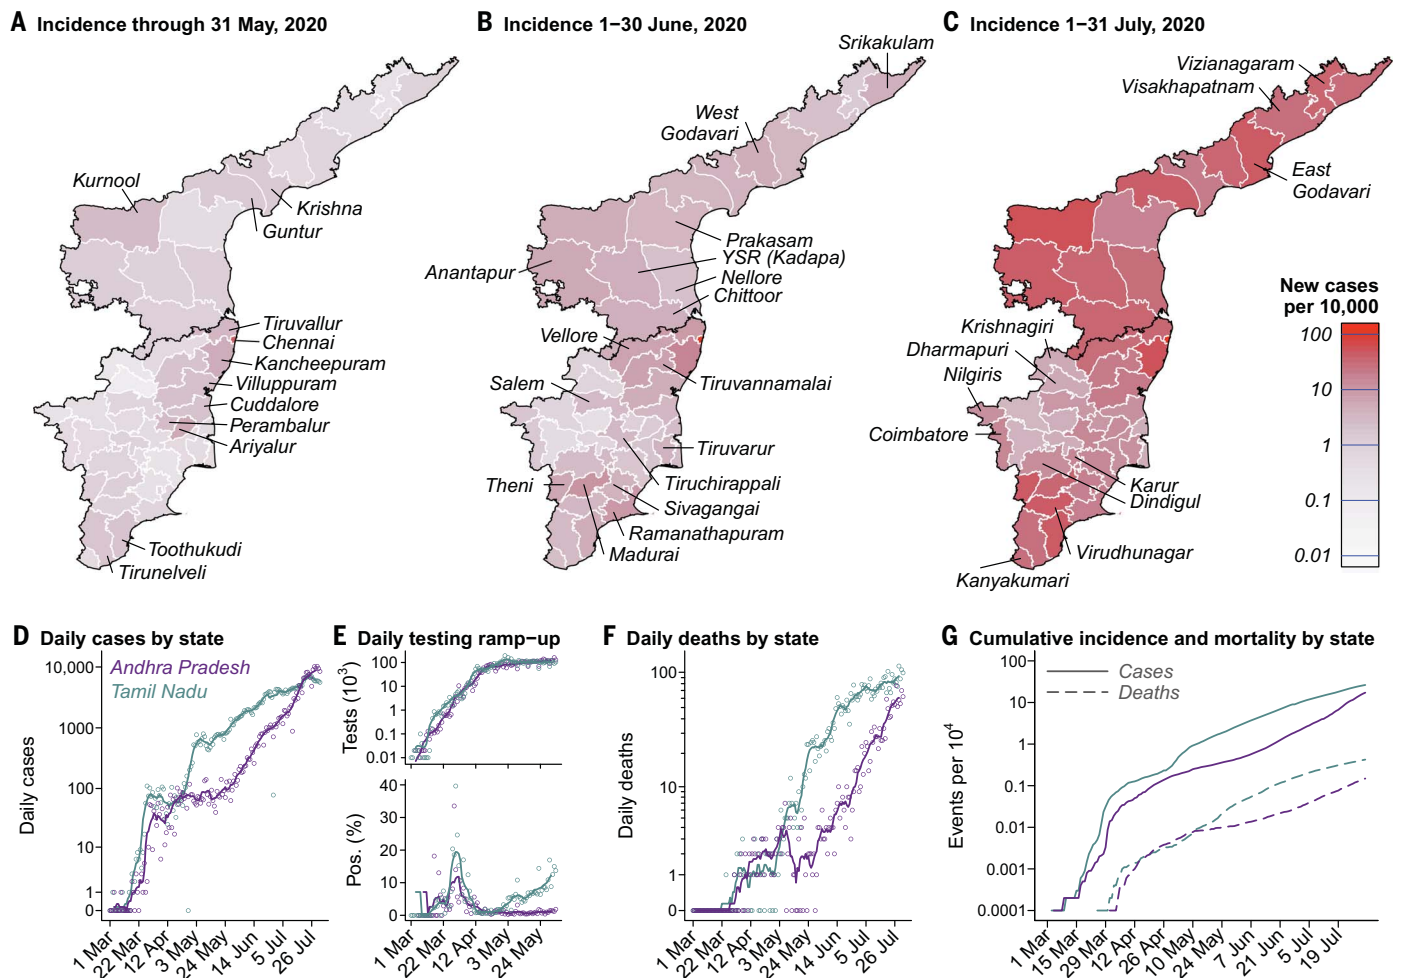 A Incidence through 31 May, 2020
Kurnool
Krishna
Guntur
Tiruvallur
Chennai
Kancheepuram
Villuppuram
Cuddalore
Perambalur
Ariyalur
Toothukudi
Tirunelveli
B Incidence 1−30 June, 2020
Srikakulam
West
Godavari
Prakasam
YSR (Kadapa)
Anantapur
Nellore
Chittoor
Vellore
Salem
Tiruvannamalai
Tiruvarur
Theni
Tiruchirappali
Sivagangai
Ramanathapuram
Madurai
C Incidence 1−31 July, 2020
Vizianagaram
Visakhapatnam
East
Godavari
Krishnagiri
Dharmapuri
Nilgiris
Coimbatore
Karur
Dindigul
Virudhunagar
Kanyakumari
New cases
per 10,000
100
10
1
0.1
0.01
D Daily cases by state
Andhra Pradesh
Tamil Nadu
Daily cases
10,000
1000
100
10
1
0
1 Mar
22 Mar
12 Apr
3 May
24 May
14 Jun
5 Jul
26 Jul
E Daily testing ramp−up
Tests (10³)
100
10
1
0.1
0.01
Pos. (%)
40
30
20
10
0
1 Mar
22 Mar
12 Apr
3 May
24 May
F Daily deaths by state
Daily deaths
100
10
1
0
1 Mar
22 Mar
12 Apr
3 May
24 May
14 Jun
5 Jul
26 Jul
G Cumulative incidence and mortality by state
Cases
Deaths
Events per 10⁴
100
10
1
0.1
0.01
0.001
0.0001
1 Mar
15 Mar
29 Mar
12 Apr
26 Apr
10 May
24 May
7 Jun
21 Jun
5 Jul
19 Jul